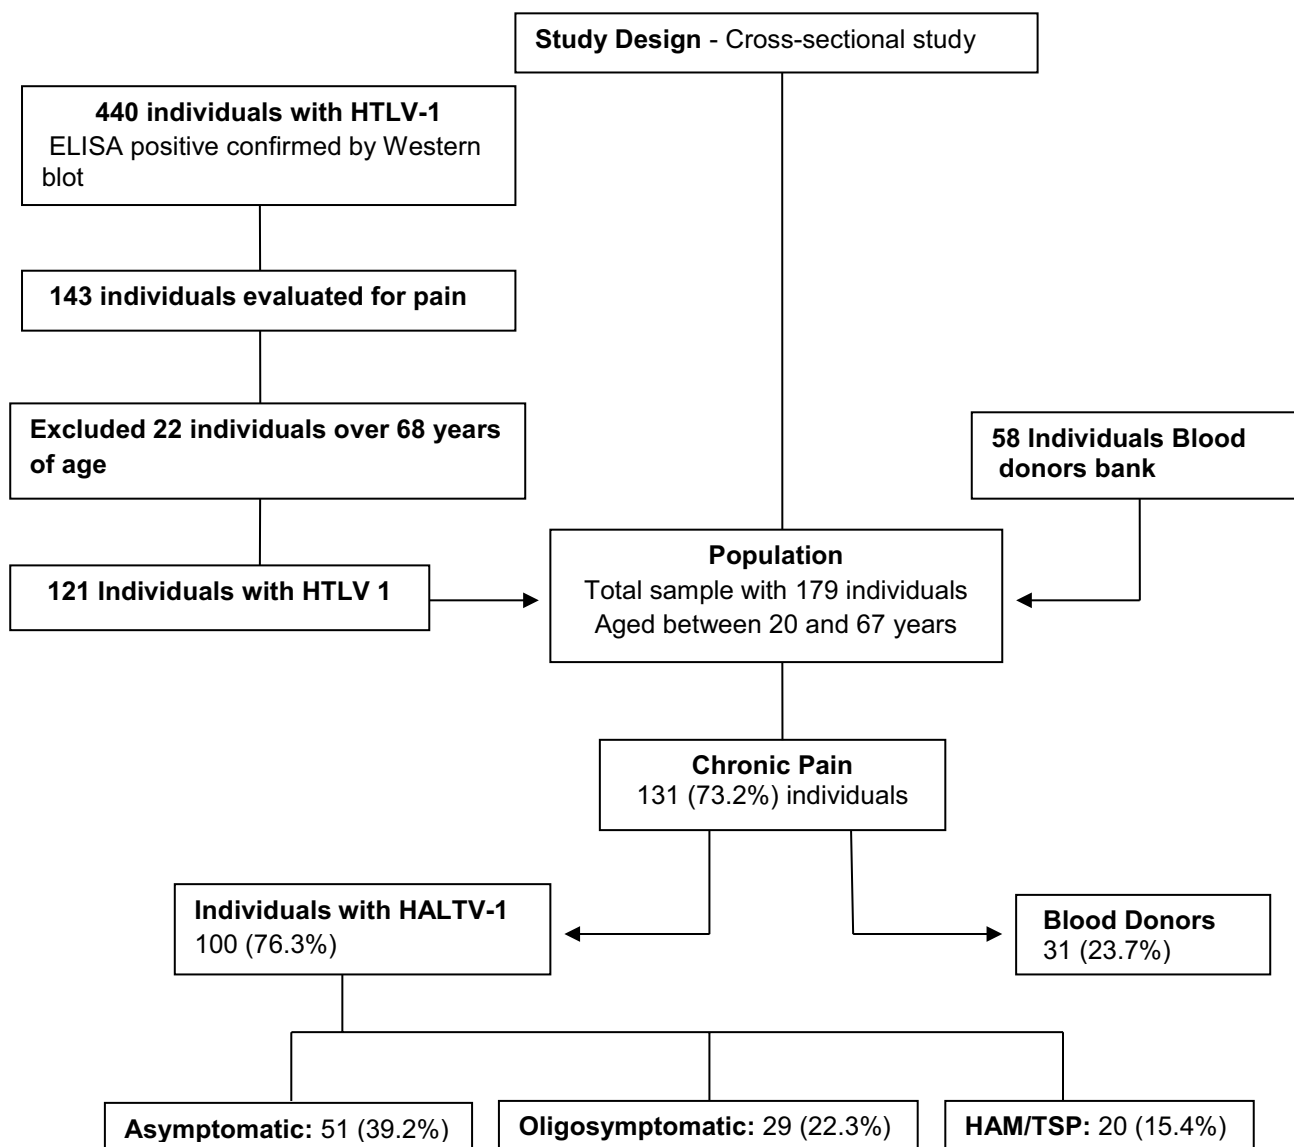 Study Design - Cross-sectional study
440 individuals with HTLV-1
ELISA positive confirmed by Western
blot
143 individuals evaluated for pain
Excluded 22 individuals over 68 years
of age
58 Individuals Blood
donors bank
121 Individuals with HTLV 1
Population
Total sample with 179 individuals
Aged between 20 and 67 years
Chronic Pain
131 (73.2%) individuals
Individuals with HALTV-1
100 (76.3%)
Blood Donors
31 (23.7%)
Asymptomatic: 51 (39.2%)
Oligosymptomatic: 29 (22.3%)
HAM/TSP: 20 (15.4%)